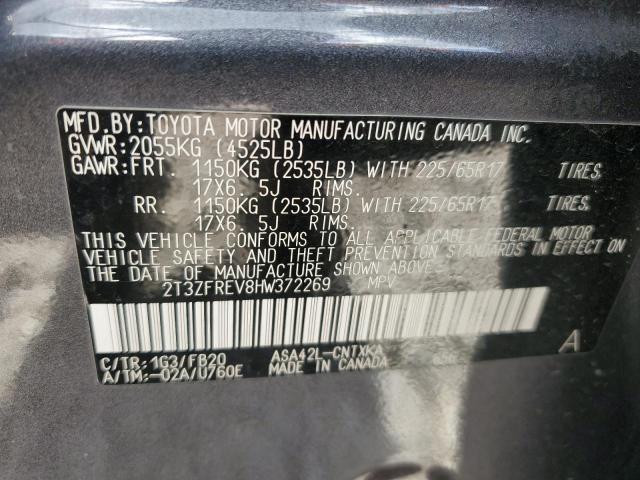 MFD.BY:TOYOTA MOTOR MANUFACTURING CANADA INC.
GVWR:2055KG (4525LB)
GAWR:FRT. 1150KG (2535LB) WITH 225/65R17 TIRES.
17X6. 5J RIMS.
RR. 1150KG (2535LB) WITH 225/65R17 TIRES.
17X6. 5J RIMS.
THIS VEHICLE CONFORMS TO ALL APPLICABLE FEDERAL MOTOR
VEHICLE SAFETY AND THEFT PREVENTION STANDARDS IN EFFECT ON
THE DATE OF MANUFACTURE SHOWN ABOVE.
2T3ZFREV8HW372269 MPV
C/TR:1G3/FB20 ASA42L-CNTXKA
A/TM:-02A/U760E MADE IN CANADA
A